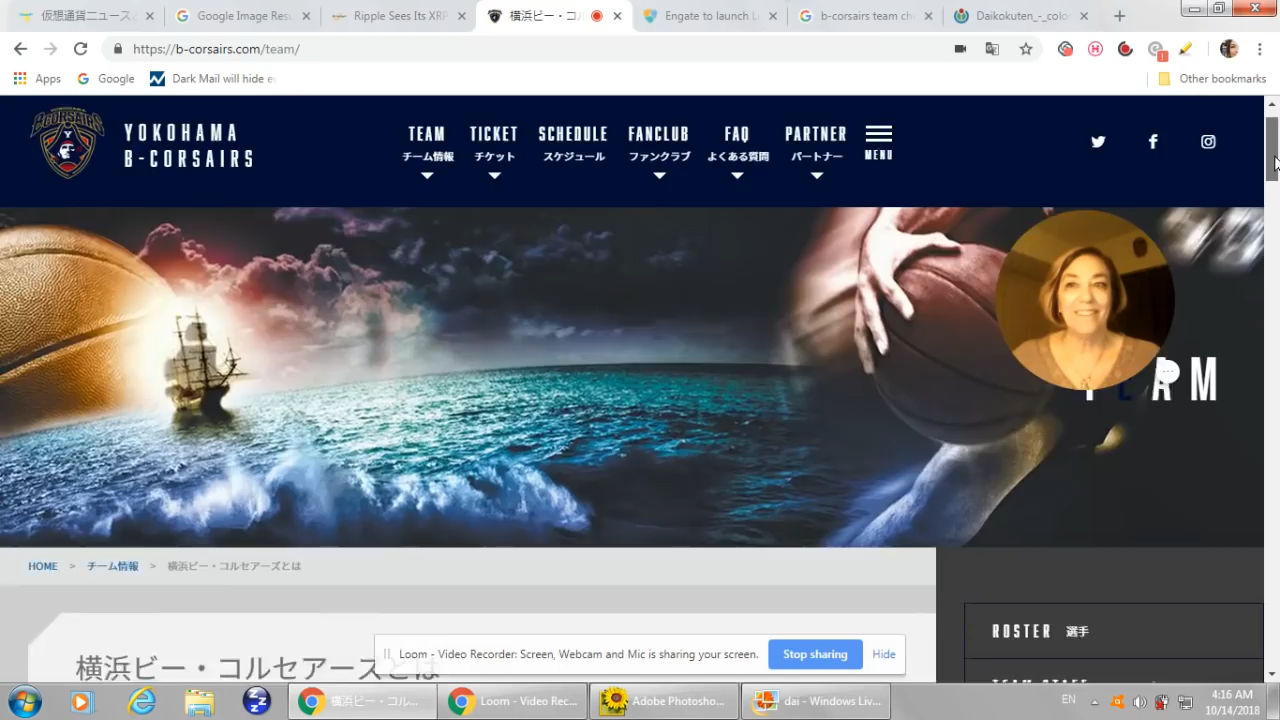 仮想通貨ニュースと
Google Image Res
Ripple Sees Its XRP
横浜ビー・コル
Engate to launch L
b-corsairs team ch
Daikokuten_-_colo
https://b-corsairs.com/team/
Apps
Google
Dark Mail will hide e
Other bookmarks
YOKOHAMA
B-CORSAIRS
TEAM
チーム情報
TICKET
チケット
SCHEDULE
スケジュール
FANCLUB
ファンクラブ
FAQ
よくある質問
PARTNER
パートナー
MENU
TEAM
HOME > チーム情報 > 横浜ビー・コルセアーズとは
ROSTER 選手
横浜ビー・コルセアーズとは
Loom - Video Recorder: Screen, Webcam and Mic is sharing your screen.
Stop sharing
Hide
TEAM STAFF
横浜ビー・コル...
Loom - Video Rec...
Adobe Photosho...
dai - Windows Liv...
EN
4:16 AM
10/14/2018